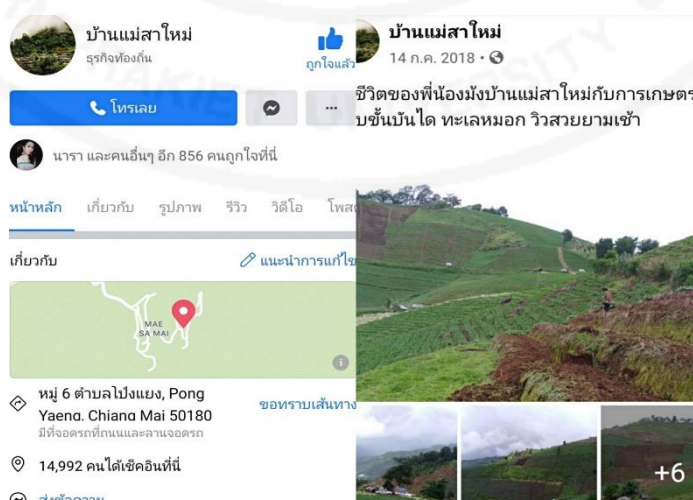 บ้านแม่สาใหม่
ธุรกิจท้องถิ่น
ถูกใจแล้ว
โทรเลย
นารา และคนอื่นๆ อีก 856 คนถูกใจที่นี่
หน้าหลัก เกี่ยวกับ รูปภาพ รีวิว วิดีโอ โพสต์
เกี่ยวกับ
แนะนำการแก้ไข
MAE
SA MAI
หมู่ 6 ตำบลโป่งแยง, Pong
Yaeng, Chiang Mai 50180
ขอทราบเส้นทาง
มีที่จอดรถที่ถนนและลานจอดรถ
14,992 คนได้เช็คอินที่นี่
ส่งข้อความ
บ้านแม่สาใหม่
14 ก.ค. 2018
ชีวิตของพี่น้องม้งบ้านแม่สาใหม่กับการเกษตร
บขั้นบันได ทะเลหมอก วิวสวยยามเช้า
+6